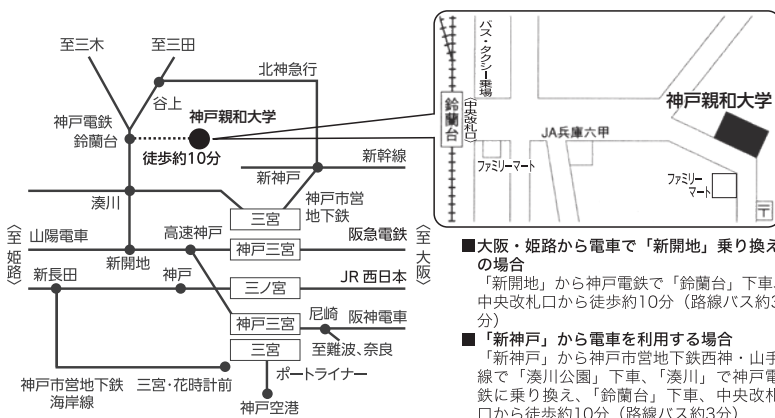 至三木
至三田
北神急行
谷上
神戸電鉄
鈴蘭台
神戸親和大学
徒歩約10分
新幹線
新神戸
湊川
神戸市営
地下鉄
三宮
〈至 姫路〉
山陽電車
高速神戸
神戸三宮
阪急電鉄
〈至 大阪〉
新開地
新長田
神戸
三ノ宮
JR 西日本
尼崎
神戸三宮
阪神電車
至難波、奈良
三宮
ポートライナー
神戸市営地下鉄
海岸線
三宮・花時計前
神戸空港
バス・タクシー乗場
鈴蘭台
〈中央改札口〉
神戸親和大学
JA兵庫六甲
ファミリーマート
ファミリー
マート
〒
■大阪・姫路から電車で「新開地」乗り換え
の場合
「新開地」から神戸電鉄で「鈴蘭台」下車、
中央改札口から徒歩約10分（路線バス約3
分）
■「新神戸」から電車を利用する場合
「新神戸」から神戸市営地下鉄西神・山手
線で「湊川公園」下車、「湊川」で神戸電
鉄に乗り換え、「鈴蘭台」下車、中央改札
口から徒歩約10分（路線バス約3分）